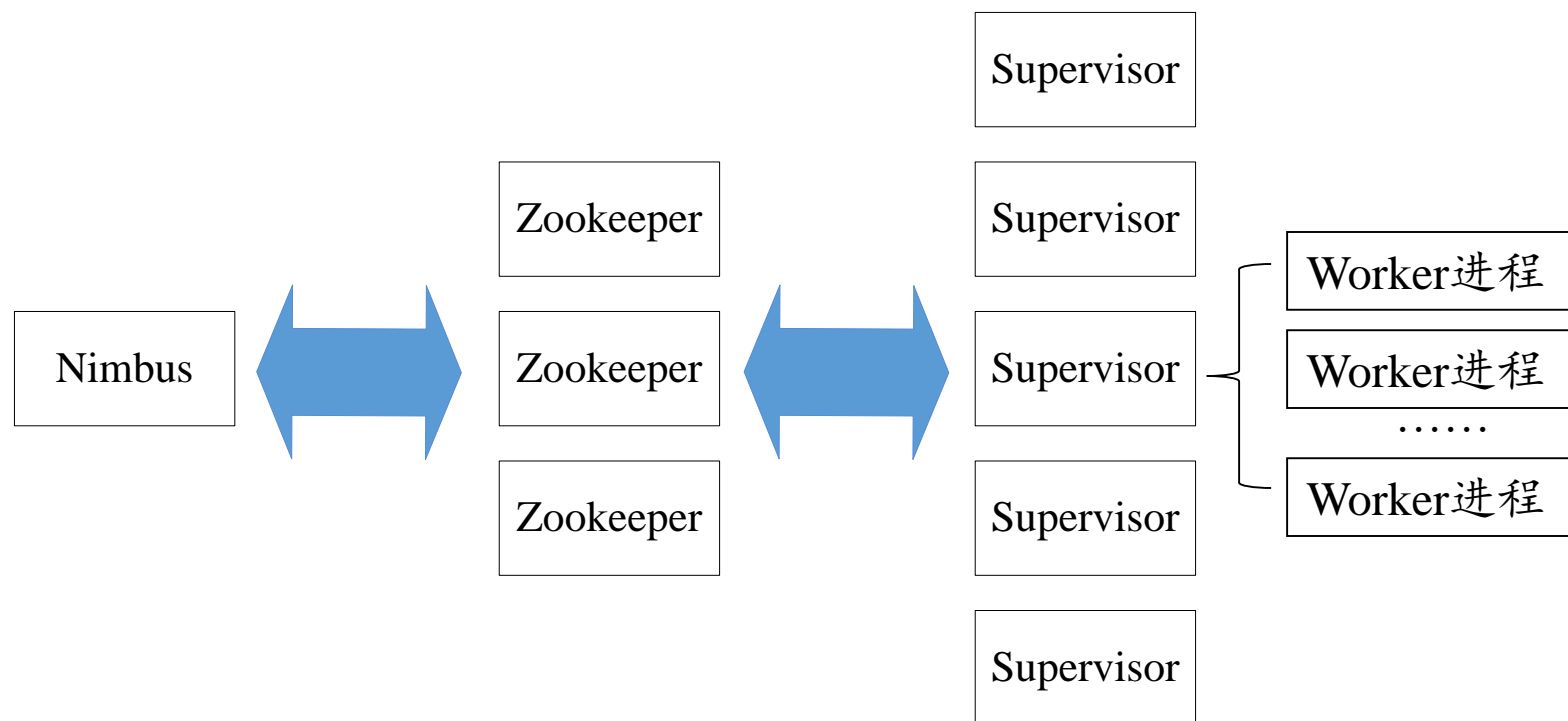 Nimbus
Zookeeper
Zookeeper
Zookeeper
Supervisor
Supervisor
Supervisor
Supervisor
Supervisor
Worker进程
Worker进程
……
Worker进程